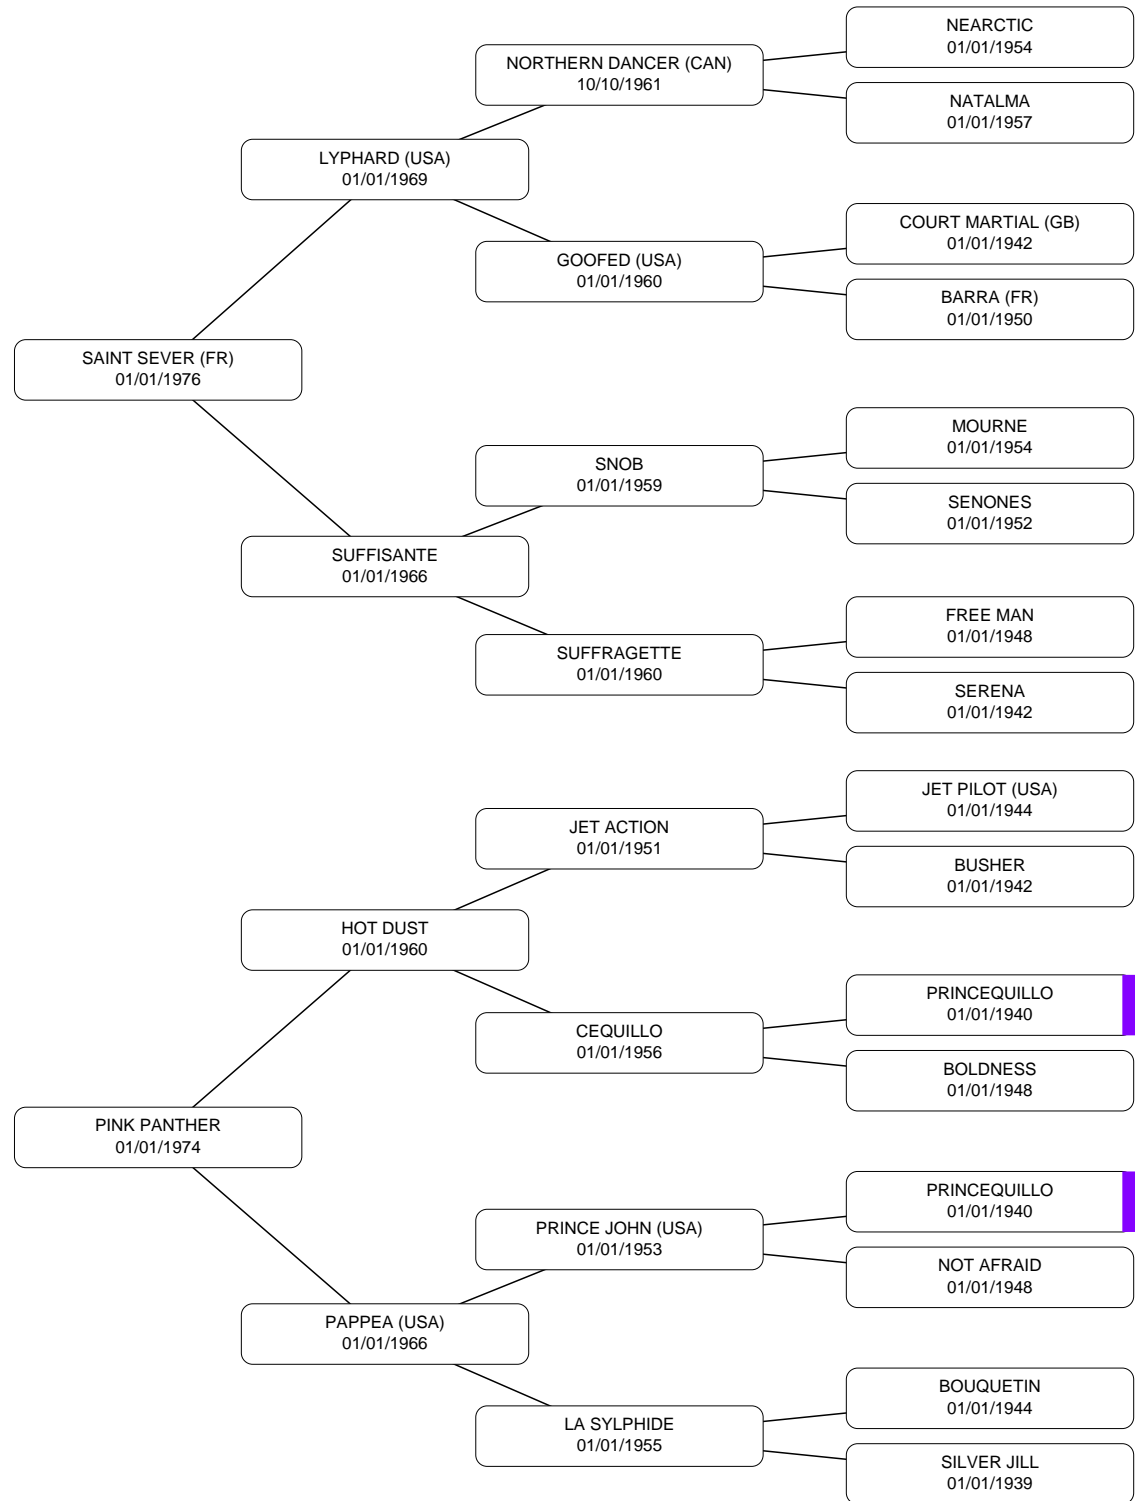 NEARCTIC
01/01/1954
NORTHERN DANCER (CAN)
10/10/1961
NATALMA
01/01/1957
LYPHARD (USA)
01/01/1969
COURT MARTIAL (GB)
01/01/1942
GOOFED (USA)
01/01/1960
BARRA (FR)
01/01/1950
SAINT SEVER (FR)
01/01/1976
MOURNE
01/01/1954
SNOB
01/01/1959
SENONES
01/01/1952
SUFFISANTE
01/01/1966
FREE MAN
01/01/1948
SUFFRAGETTE
01/01/1960
SERENA
01/01/1942
JET PILOT (USA)
01/01/1944
JET ACTION
01/01/1951
BUSHER
01/01/1942
HOT DUST
01/01/1960
PRINCEQUILLO
01/01/1940
CEQUILLO
01/01/1956
BOLDNESS
01/01/1948
PINK PANTHER
01/01/1974
PRINCEQUILLO
01/01/1940
PRINCE JOHN (USA)
01/01/1953
NOT AFRAID
01/01/1948
PAPPEA (USA)
01/01/1966
BOUQUETIN
01/01/1944
LA SYLPHIDE
01/01/1955
SILVER JILL
01/01/1939